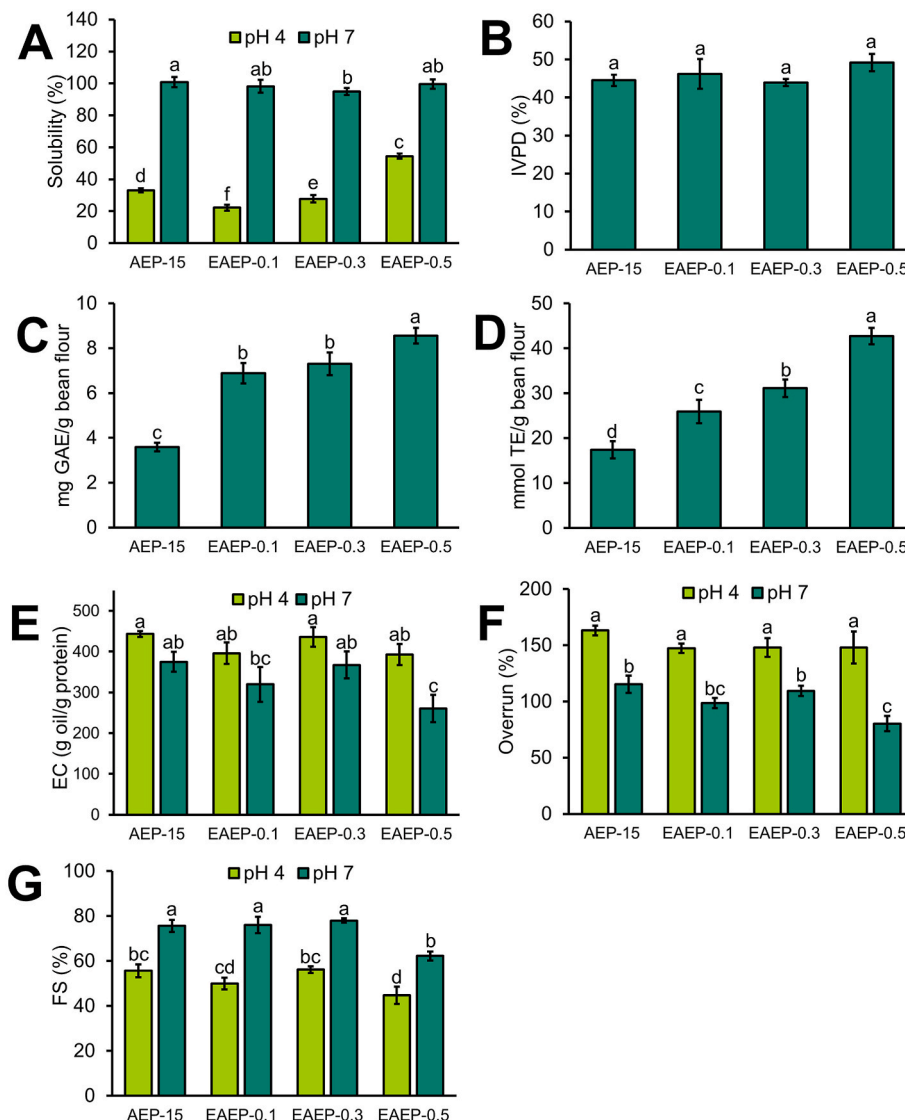 A
Solubility (%)
pH 4 pH 7
140
120
100
80
60
40
20
0
d a f ab e b c ab
AEP-15 EAEP-0.1 EAEP-0.3 EAEP-0.5
B
IVPD (%)
60
50
40
30
20
10
0
a a a a
AEP-15 EAEP-0.1 EAEP-0.3 EAEP-0.5
C
mg GAE/g bean flour
10
8
6
4
2
0
c b b a
AEP-15 EAEP-0.1 EAEP-0.3 EAEP-0.5
D
mmol TE/g bean flour
50
40
30
20
10
0
d c b a
AEP-15 EAEP-0.1 EAEP-0.3 EAEP-0.5
E
EC (g oil/g protein)
pH 4 pH 7
500
400
300
200
100
0
a ab ab bc a ab ab c
AEP-15 EAEP-0.1 EAEP-0.3 EAEP-0.5
F
Overrun (%)
pH 4 pH 7
200
150
100
50
0
a b a bc a b a c
AEP-15 EAEP-0.1 EAEP-0.3 EAEP-0.5
G
FS (%)
pH 4 pH 7
100
80
60
40
20
0
bc a cd a bc a d b
AEP-15 EAEP-0.1 EAEP-0.3 EAEP-0.5